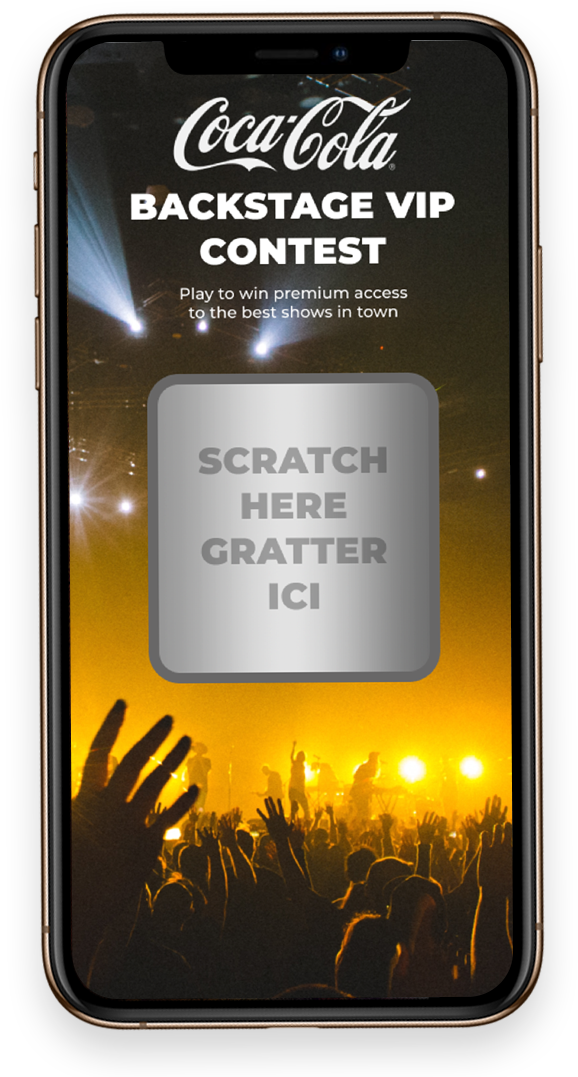 Coca-Cola®
BACKSTAGE VIP
CONTEST
Play to win premium access
to the best shows in town
SCRATCH
HERE
GRATTER
ICI